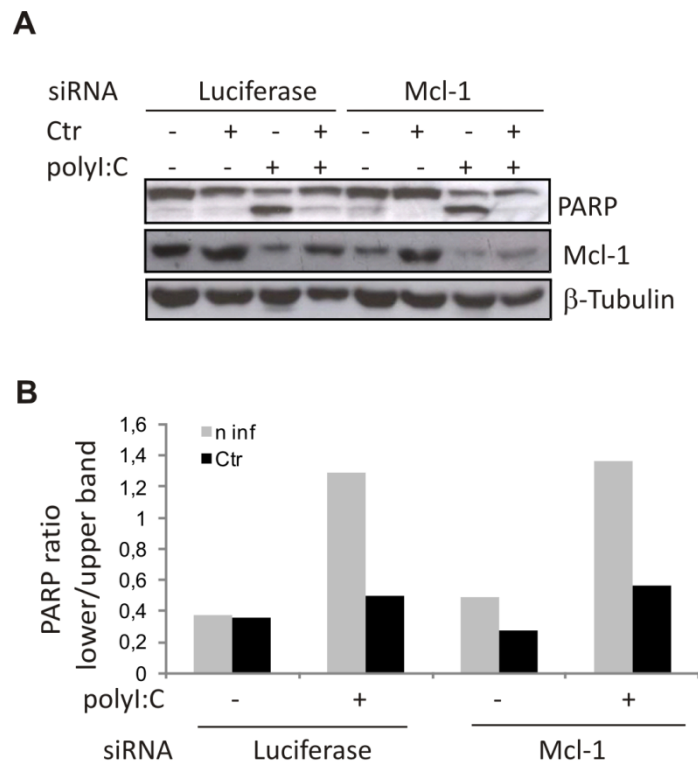 A
siRNA Luciferase Mcl-1
Ctr - + - + - + - +
polyI:C - - + + - - + +
PARP
Mcl-1
β-Tubulin
B
PARP ratio
lower/upper band
1,6
1,4
1,2
1
0,8
0,6
0,4
0,2
0
n inf
Ctr
polyI:C - + - +
siRNA Luciferase Mcl-1